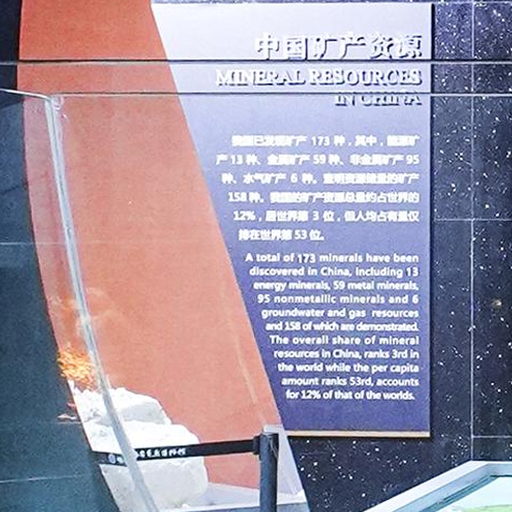 中国矿产资源
MINERAL RESOURCES
IN CHINA
我国已发现矿产 173 种，其中，能源矿
产 13 种、金属矿产 59 种、非金属矿产 95
种、水气矿产 6 种。查明资源储量的矿产
158 种。我国的矿产资源总量约占世界的
12%，居世界第 3 位，但人均占有量仅
排在世界第 53 位。
A total of 173 minerals have been
discovered in China, including 13
energy minerals, 59 metal minerals,
95 nonmetallic minerals and 6
groundwater and gas resources
and 158 of which are demonstrated.
The overall share of mineral
resources in China, ranks 3rd in
the world while the per capita
amount ranks 53rd, accounts
for 12% of that of the worlds.